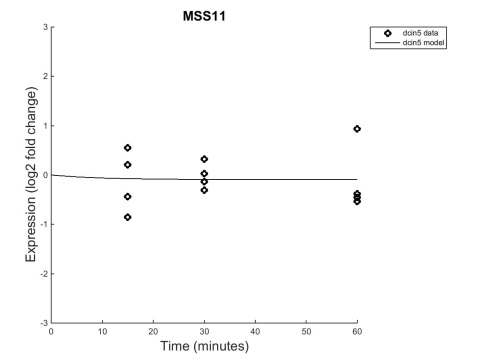 MSS11
dcin5 data
dcin5 model
Expression (log2 fold change)
3
2
1
0
-1
-2
-3
0 10 20 30 40 50 60
Time (minutes)